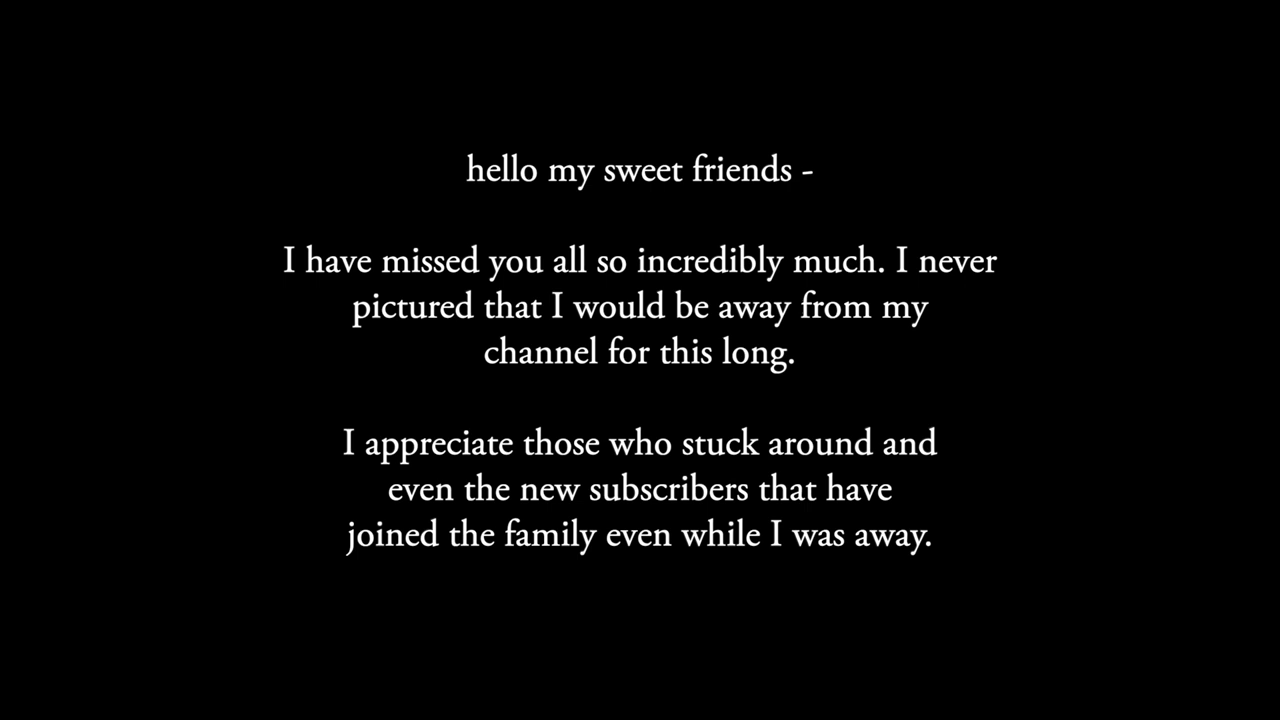 hello my sweet friends -
I have missed you all so incredibly much. I never
pictured that I would be away from my
channel for this long.
I appreciate those who stuck around and
even the new subscribers that have
joined the family even while I was away.